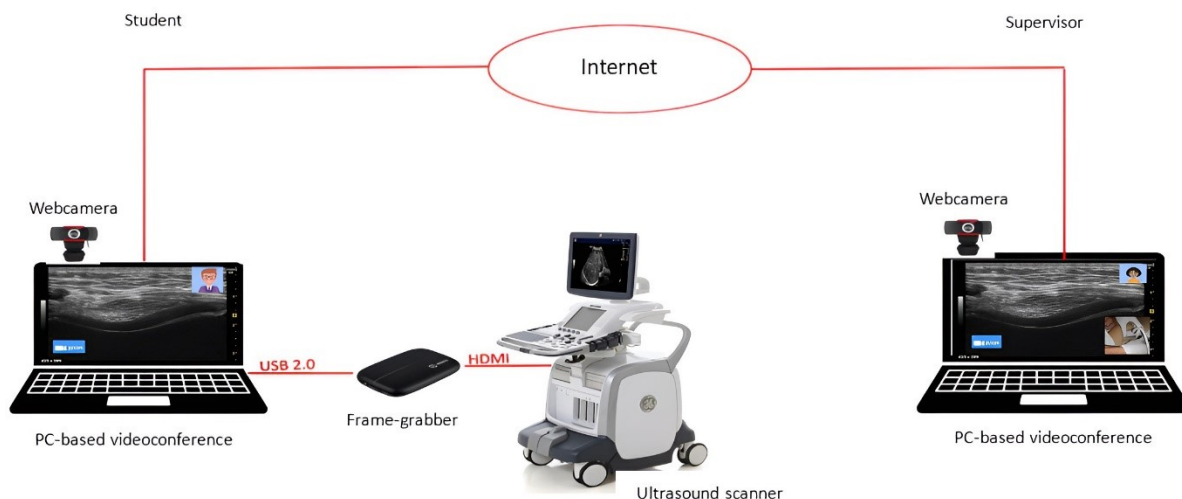 Student
Supervisor
Internet
Webcamera
Webcamera
USB 2.0
HDMI
Frame-grabber
PC-based videoconference
PC-based videoconference
Ultrasound scanner